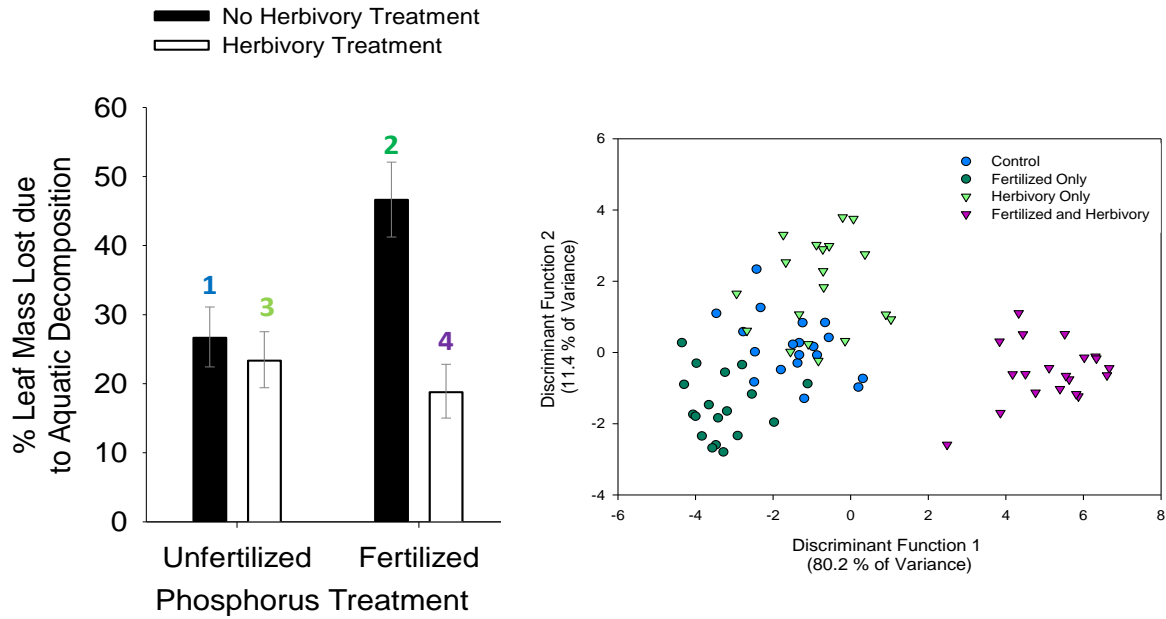 No Herbivory Treatment
Herbivory Treatment
% Leaf Mass Lost due
to Aquatic Decomposition
60
50
40
30
20
10
0
1
3
2
4
Unfertilized
Fertilized
Phosphorus Treatment
Discriminant Function 2
(11.4 % of Variance)
6
4
2
0
-2
-4
Control
Fertilized Only
Herbivory Only
Fertilized and Herbivory
-6
-4
-2
0
2
4
6
8
Discriminant Function 1
(80.2 % of Variance)